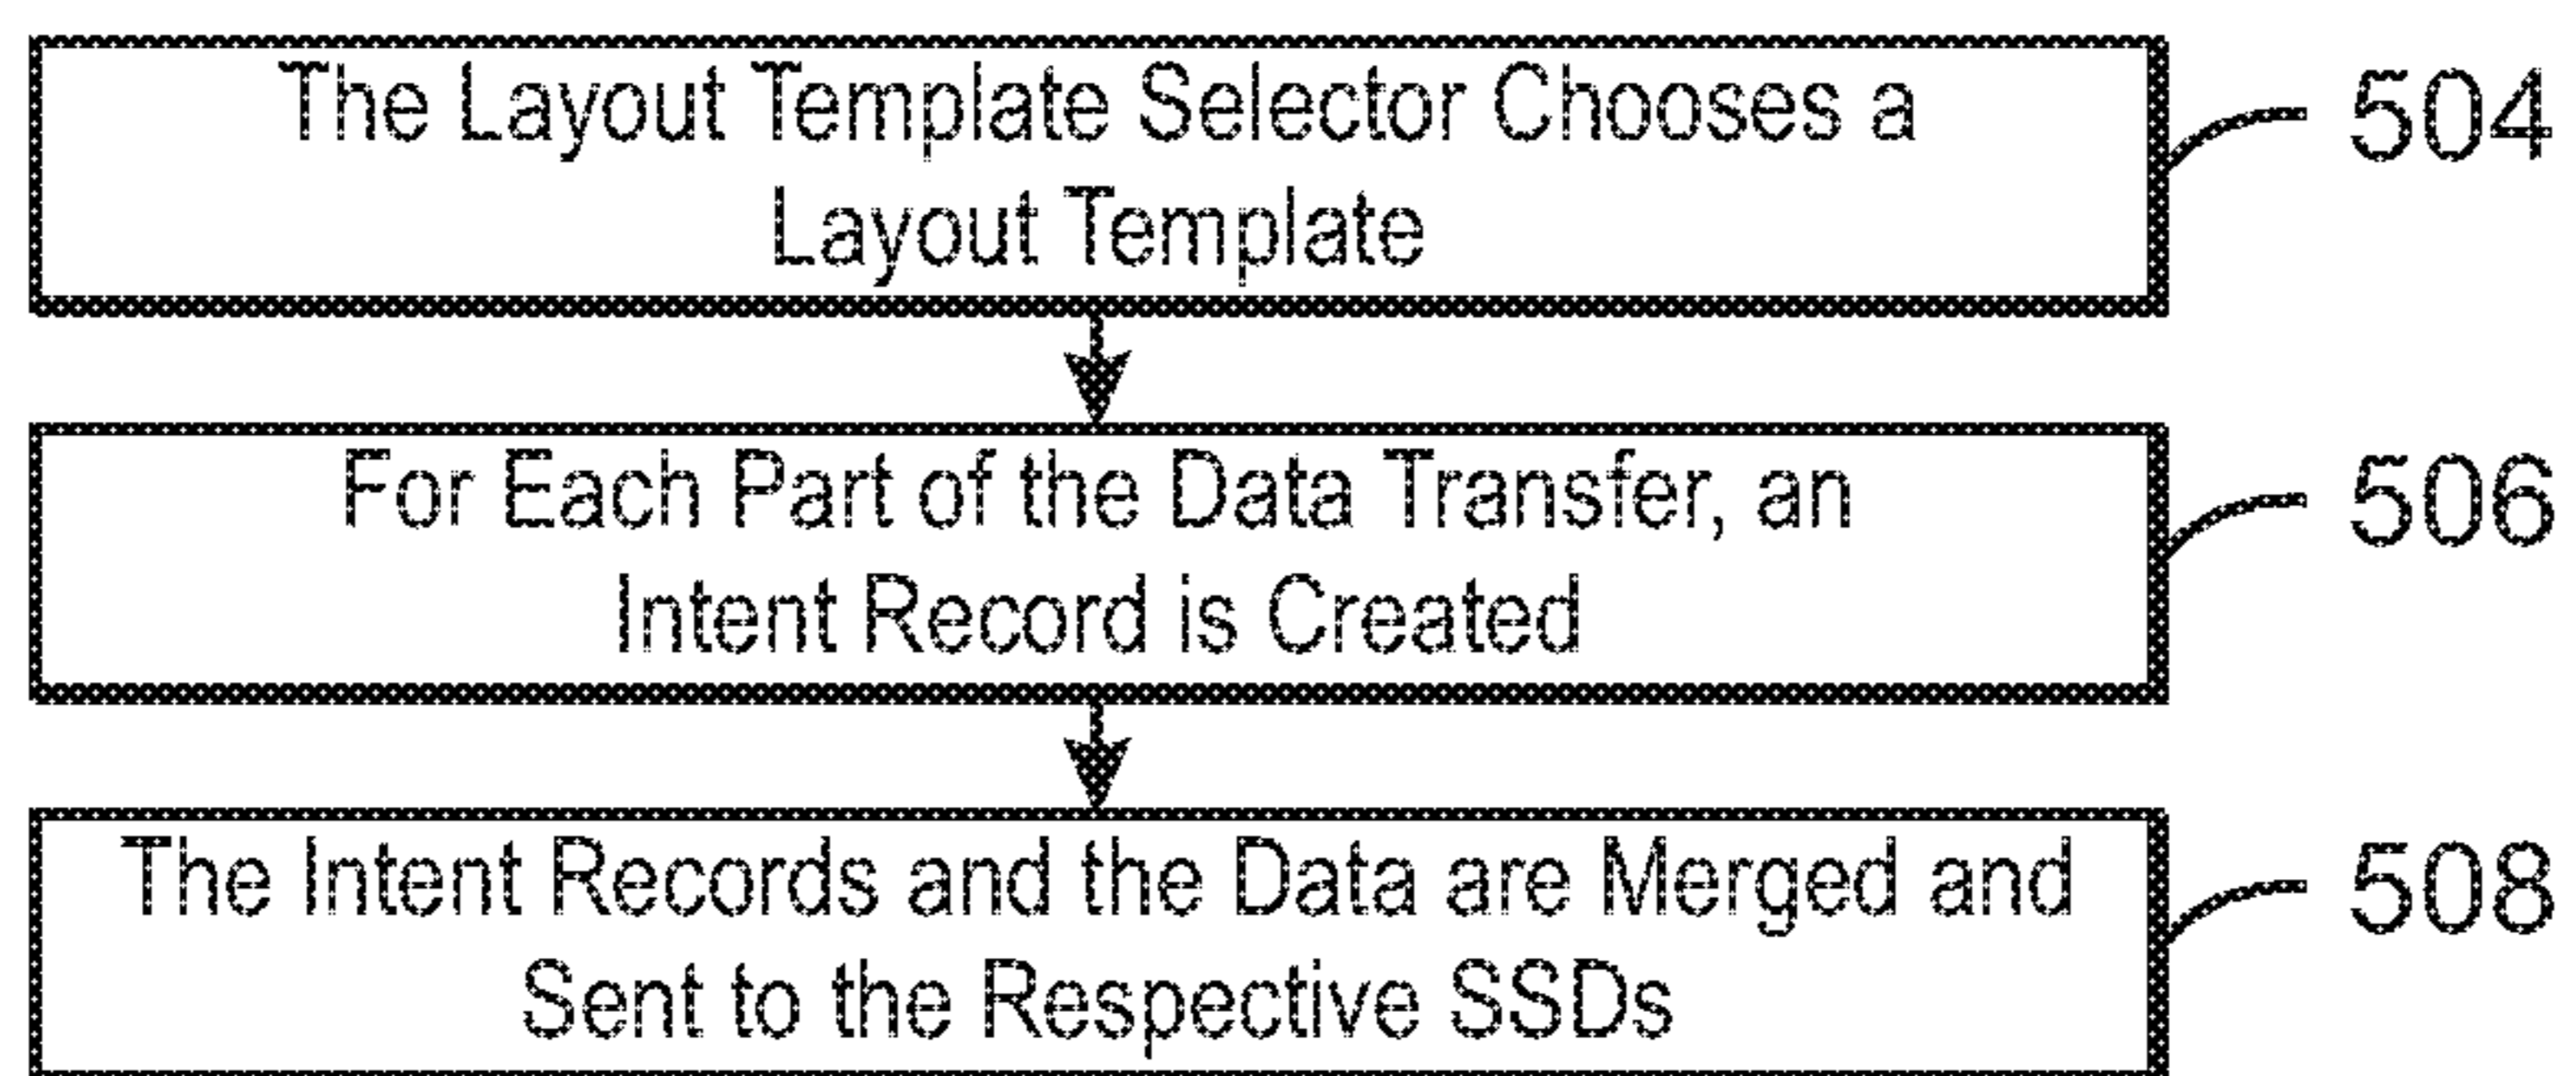 The Layout Template Selector Chooses a
Layout Template
504
For Each Part of the Data Transfer, an
Intent Record is Created
506
The Intent Records and the Data are Merged and
Sent to the Respective SSDs
508